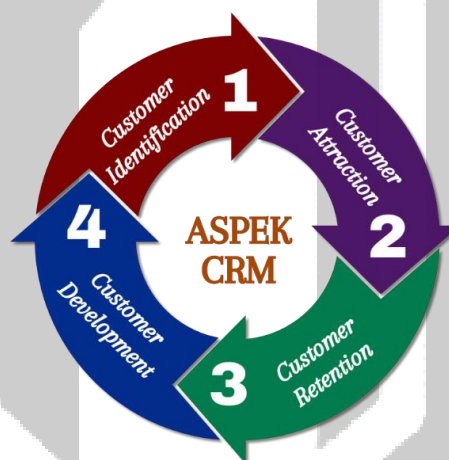 Customer
Identification
1
Customer
Attraction
2
Customer
Retention
3
Customer
Development
4
ASPEK
CRM